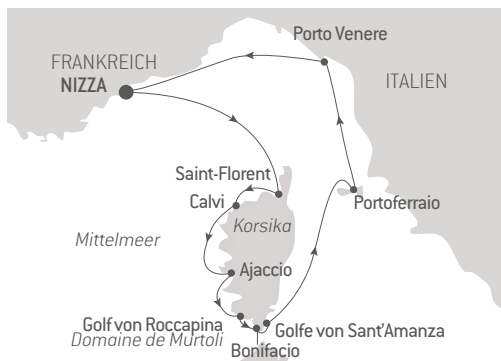 Porto Venere
FRANKREICH
NIZZA
ITALIEN
Saint-Florent
Calvi
Korsika
Portoferraio
Mittelmeer
Ajaccio
Golf von Roccapina
Golfe von Sant'Amanza
Domaine de Murtoli
Bonifacio